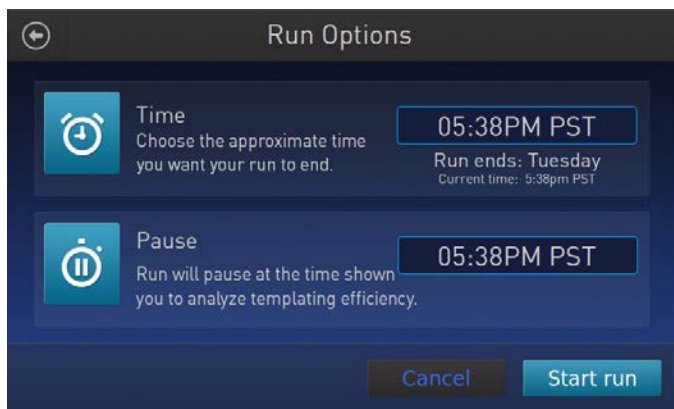 Run Options
Time
Choose the approximate time
you want your run to end.
05:38PM PST
Run ends: Tuesday
Current time: 5:38pm PST
Pause
Run will pause at the time shown
you to analyze templating efficiency.
05:38PM PST
Cancel
Start run